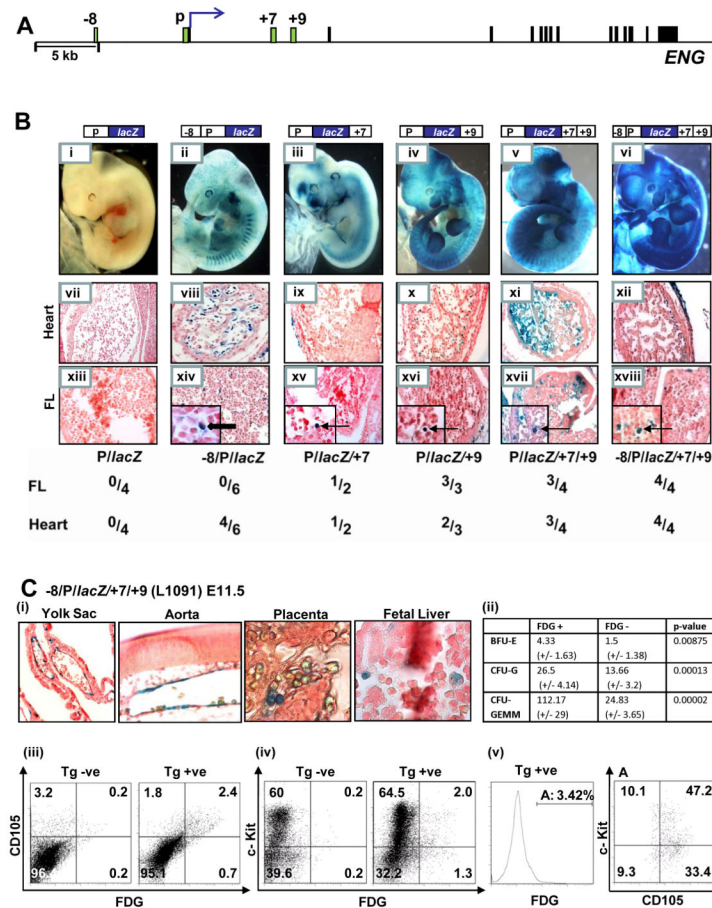 A
-8
p
+7
+9
5 kb
ENG
B
P lacZ
-8 P lacZ
P lacZ +7
P lacZ +9
P lacZ +7 +9
-8 P lacZ +7 +9
i
ii
iii
iv
v
vi
Heart
vii
viii
ix
x
xi
xii
FL
xiii
xiv
xv
xvi
xvii
xviii
P//lacZ
-8/P//lacZ
P//lacZ/+7
P//lacZ/+9
P//lacZ/+7/+9
-8/P//lacZ/+7/+9
FL 0/4 0/6 1/2 3/3 3/4 4/4
Heart 0/4 4/6 1/2 2/3 3/4 4/4
C
-8/P/lacZ/+7/+9 (L1091) E11.5
(i)
Yolk Sac
Aorta
Placenta
Fetal Liver
(ii)
FDG + FDG - p-value
BFU-E 4.33 1.5 0.00875
(+/- 1.63) (+/- 1.38)
CFU-G 26.5 13.66 0.00013
(+/- 4.14) (+/- 3.2)
CFU- 112.17 24.83 0.00002
GEMM (+/- 29) (+/- 3.65)
(iii)
Tg -ve
Tg +ve
CD105
3.2 0.2
96. 0.2
1.8 2.4
95.1 0.7
FDG
(iv)
Tg -ve
Tg +ve
c- Kit
60 0.2
39.6 0.2
64.5 2.0
32.2 1.3
FDG
(v)
Tg +ve
A: 3.42%
FDG
A
c- Kit
10.1 47.2
9.3 33.4
CD105